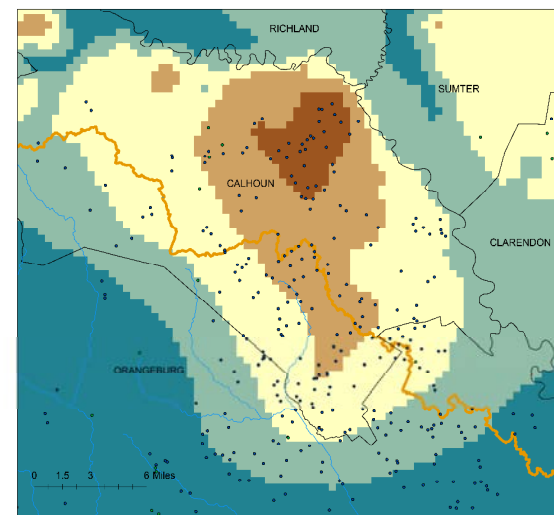 RICHLAND
SUMTER
CALHOUN
CLARENDON
ORANGEBURG
0 1.5 3 6 Miles